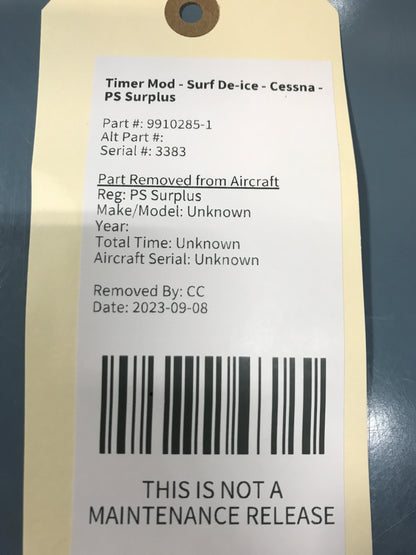 Timer Mod - Surf De-ice - Cessna -
PS Surplus
Part #: 9910285-1
Alt Part #:
Serial #: 3383
Part Removed from Aircraft
Reg: PS Surplus
Make/Model: Unknown
Year:
Total Time: Unknown
Aircraft Serial: Unknown
Removed By: CC
Date: 2023-09-08
THIS IS NOT A
MAINTENANCE RELEASE